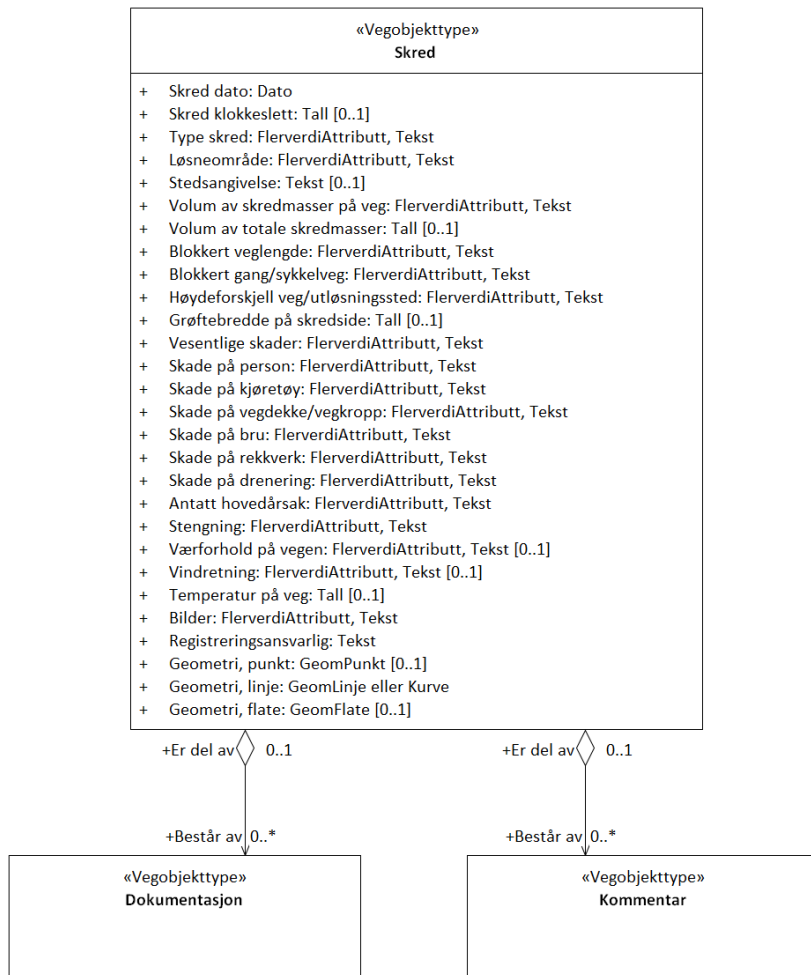 «Vegobjekttype»
Skred
+ Skred dato: Dato
+ Skred klokkeslett: Tall [0..1]
+ Type skred: FlerverdiAttributt, Tekst
+ Løsneområde: FlerverdiAttributt, Tekst
+ Stedsangivelse: Tekst [0..1]
+ Volum av skredmasser på veg: FlerverdiAttributt, Tekst
+ Volum av totale skredmasser: Tall [0..1]
+ Blokkert veglengde: FlerverdiAttributt, Tekst
+ Blokkert gang/sykkelveg: FlerverdiAttributt, Tekst
+ Høydeforskjell veg/utløsningssted: FlerverdiAttributt, Tekst
+ Grøftebredde på skredside: Tall [0..1]
+ Vesentlige skader: FlerverdiAttributt, Tekst
+ Skade på person: FlerverdiAttributt, Tekst
+ Skade på kjøretøy: FlerverdiAttributt, Tekst
+ Skade på vegdekke/vegkropp: FlerverdiAttributt, Tekst
+ Skade på bru: FlerverdiAttributt, Tekst
+ Skade på rekkverk: FlerverdiAttributt, Tekst
+ Skade på drenering: FlerverdiAttributt, Tekst
+ Antatt hovedårsak: FlerverdiAttributt, Tekst
+ Stengning: FlerverdiAttributt, Tekst
+ Værforhold på vegen: FlerverdiAttributt, Tekst [0..1]
+ Vindretning: FlerverdiAttributt, Tekst [0..1]
+ Temperatur på veg: Tall [0..1]
+ Bilder: FlerverdiAttributt, Tekst
+ Registreringsansvarlig: Tekst
+ Geometri, punkt: GeomPunkt [0..1]
+ Geometri, linje: GeomLinje eller Kurve
+ Geometri, flate: GeomFlate [0..1]
+Er del av 0..1 +Er del av 0..1
+Består av 0..* +Består av 0..*
«Vegobjekttype» «Vegobjekttype»
Dokumentasjon Kommentar